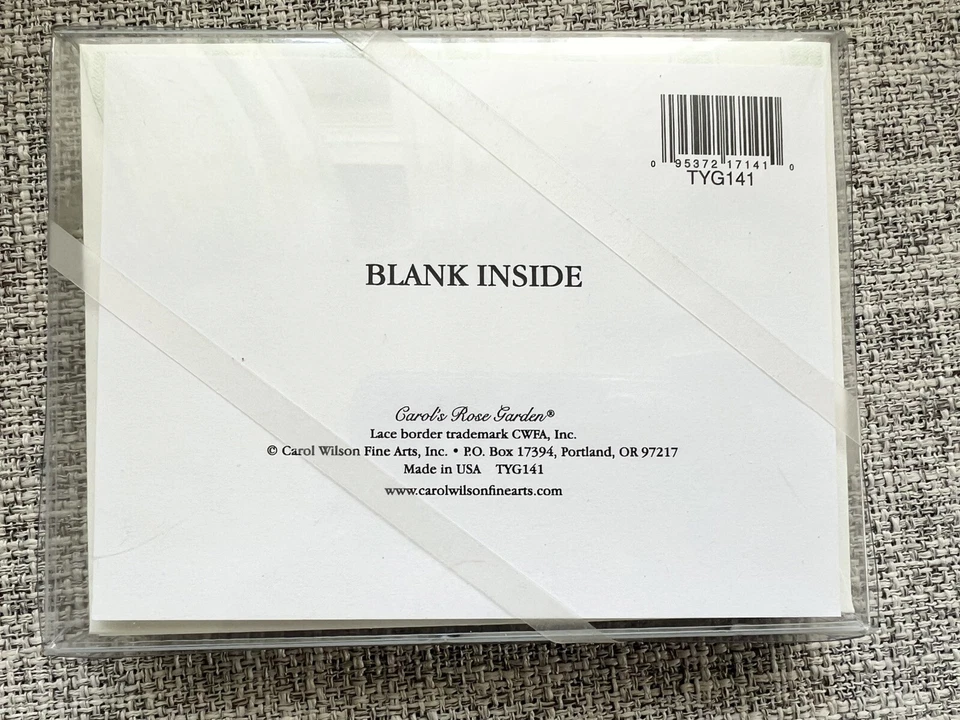 0 95372 17141 0
TYG141
BLANK INSIDE
Carol's Rose Garden®
Lace border trademark CWFA, Inc.
© Carol Wilson Fine Arts, Inc. • P.O. Box 17394, Portland, OR 97217
Made in USA TYG141
www.carolwilsonfinearts.com